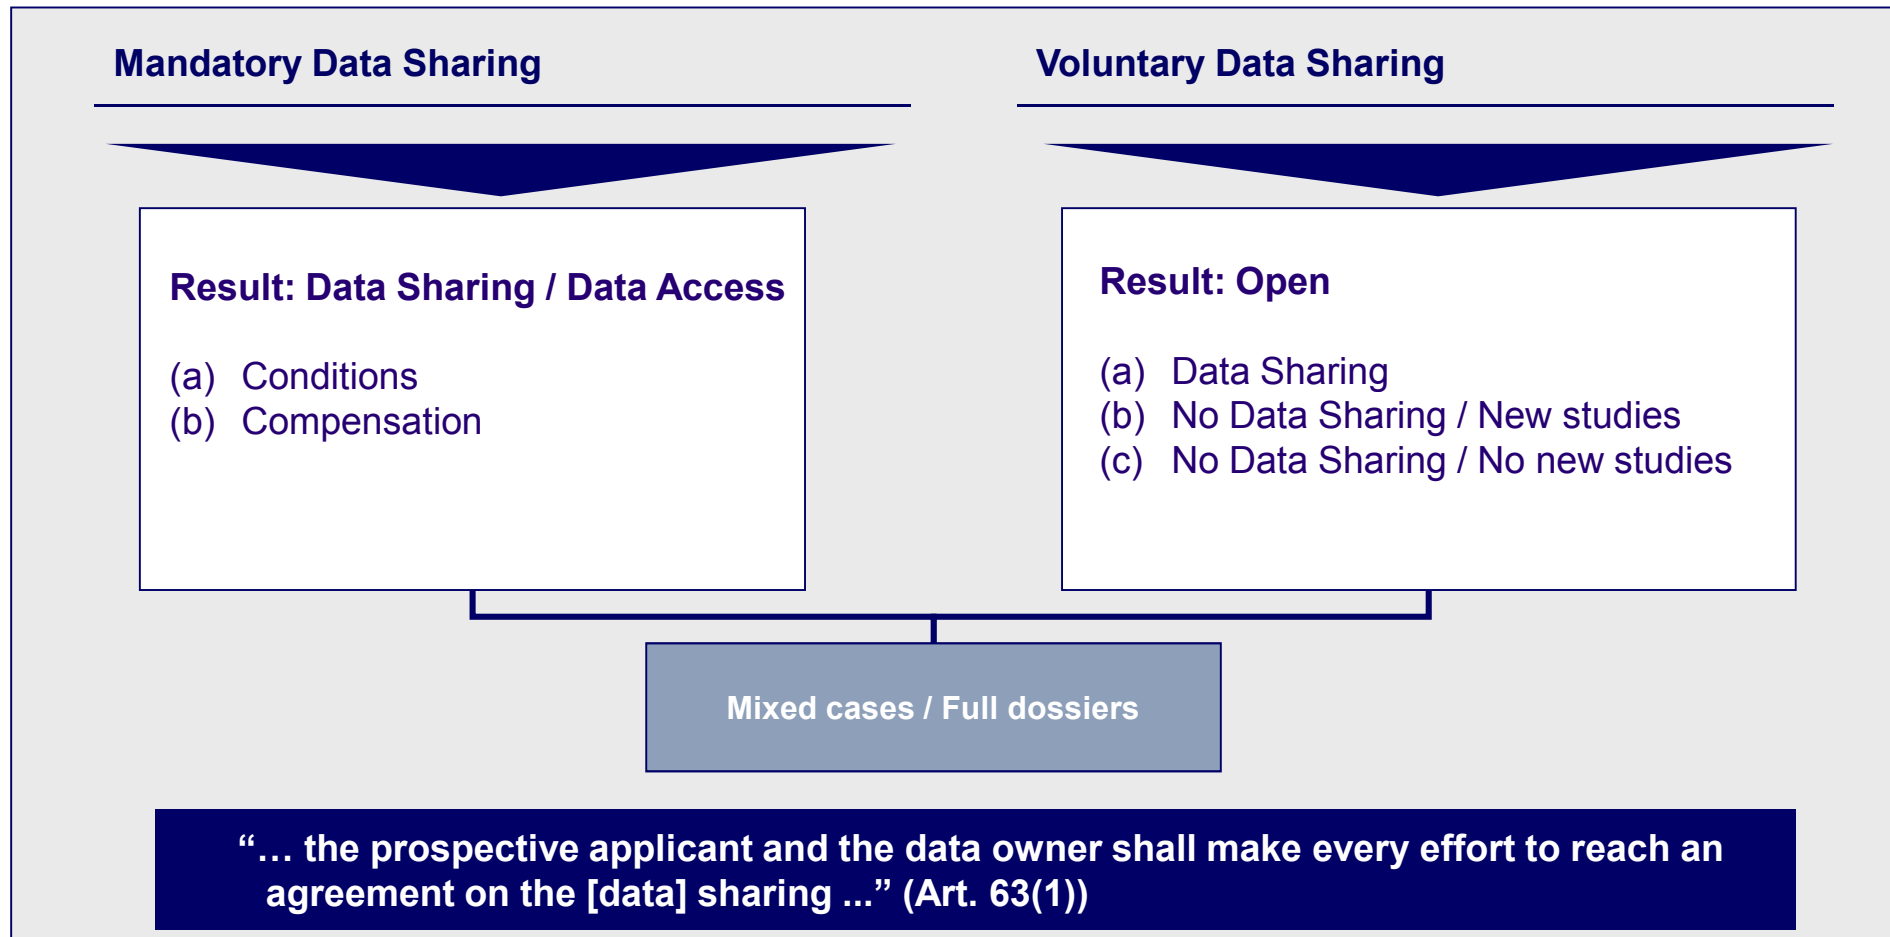 Mandatory Data Sharing
Result: Data Sharing / Data Access
(a) Conditions
(b) Compensation
Voluntary Data Sharing
Result: Open
(a) Data Sharing
(b) No Data Sharing / New studies
(c) No Data Sharing / No new studies
Mixed cases / Full dossiers
“… the prospective applicant and the data owner shall make every effort to reach an
agreement on the [data] sharing ...” (Art. 63(1))